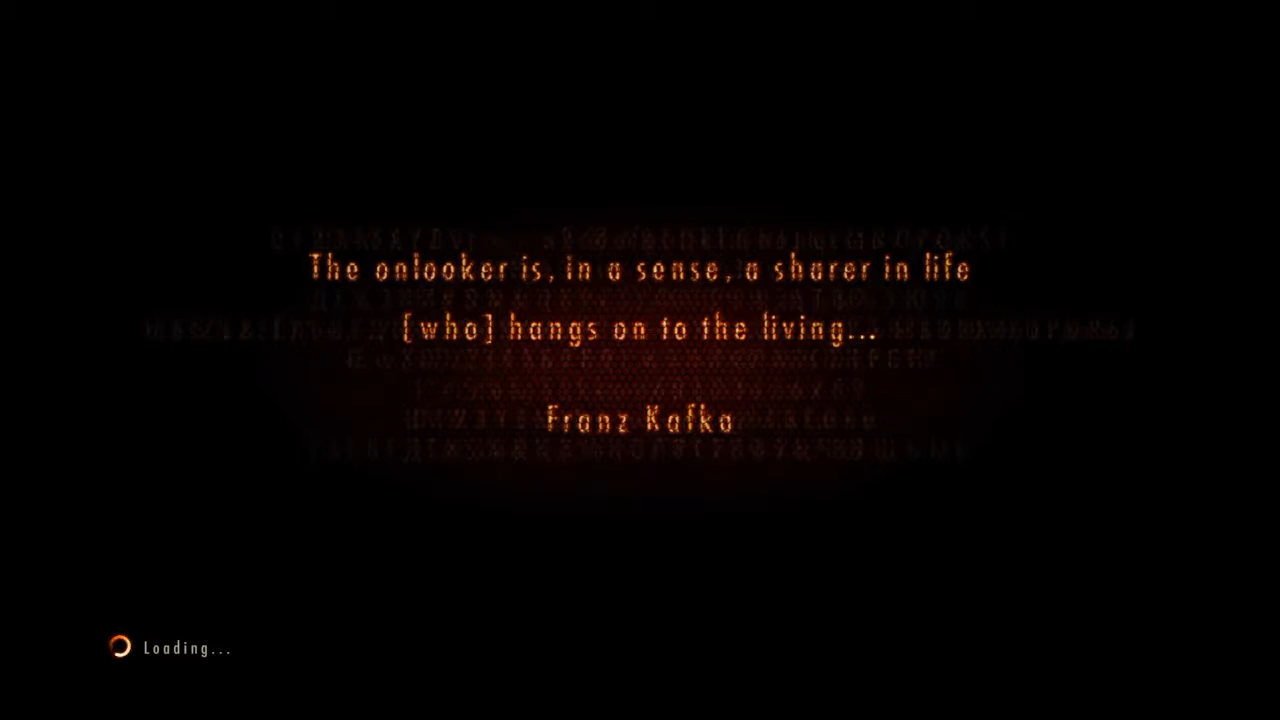 The onlooker is, in a sense, a sharer in life
[who] hangs on to the living...
Franz Kafka
Loading...